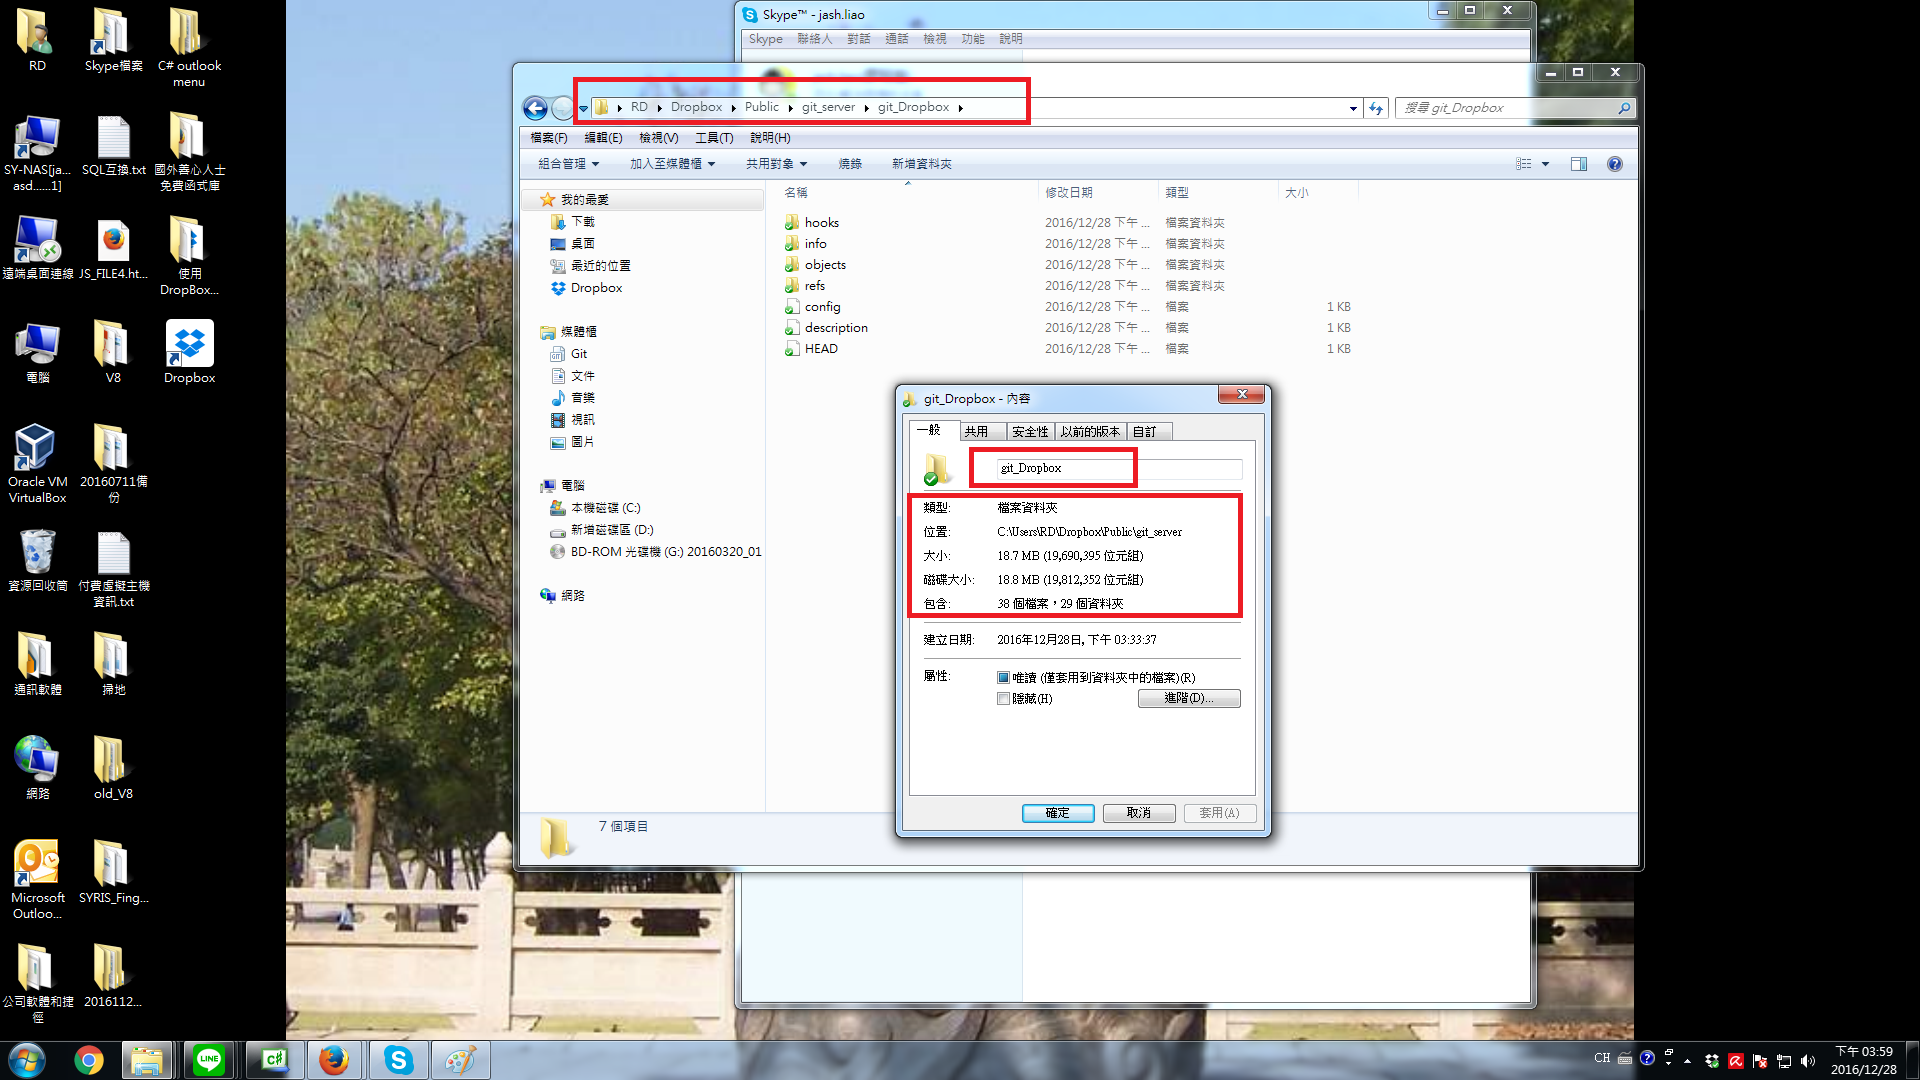 RD
Skype檔案
C# outlook
menu
SY-NAS[ja...
asd......1]
SQL互換.txt
國外善心人士
免費函式庫
遠端桌面連線
JS_FILE4.ht...
使用
DropBox...
電腦
V8
Dropbox
Oracle VM
VirtualBox
20160711備
份
資源回收筒
付費虛擬主機
資訊.txt
通訊軟體
掃地
網路
old_V8
Microsoft
Outloo...
SYRIS_Fing...
公司軟體和捷
徑
2016112...
Skype™ - jash.liao
Skype 聯絡人 對話 通話 檢視 功能 說明
RD Dropbox Public git_server git_Dropbox
搜尋 git_Dropbox
檔案(F) 編輯(E) 檢視(V) 工具(T) 說明(H)
組合管理 加入至媒體櫃 共用對象 燒錄 新增資料夾
我的最愛
下載
桌面
最近的位置
Dropbox
媒體櫃
Git
文件
音樂
視訊
圖片
電腦
本機磁碟 (C:)
新增磁碟區 (D:)
BD-ROM 光碟機 (G:) 20160320_01
網路
名稱 修改日期 類型 大小
hooks 2016/12/28 下午 ... 檔案資料夾
info 2016/12/28 下午 ... 檔案資料夾
objects 2016/12/28 下午 ... 檔案資料夾
refs 2016/12/28 下午 ... 檔案資料夾
config 2016/12/28 下午 ... 檔案 1 KB
description 2016/12/28 下午 ... 檔案 1 KB
HEAD 2016/12/28 下午 ... 檔案 1 KB
7 個項目
git_Dropbox - 內容
一般 共用 安全性 以前的版本 自訂
git_Dropbox
類型: 檔案資料夾
位置: C:\Users\RD\Dropbox\Public\git_server
大小: 18.7 MB (19,690,395 位元組)
磁碟大小: 18.8 MB (19,812,352 位元組)
包含: 38 個檔案，29 個資料夾
建立日期: 2016年12月28日, 下午 03:33:37
屬性: 唯讀 (僅套用到資料夾中的檔案)(R)
隱藏(H) 進階(D)...
確定 取消 套用(A)
LINE
C#
CH
下午 03:59
2016/12/28